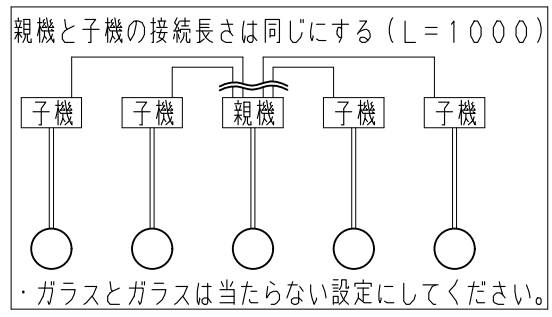 親機と子機の接続長さは同じにする(L=1000)
子機 子機 親機 子機 子機
・ガラスとガラスは当たらない設定にしてください。